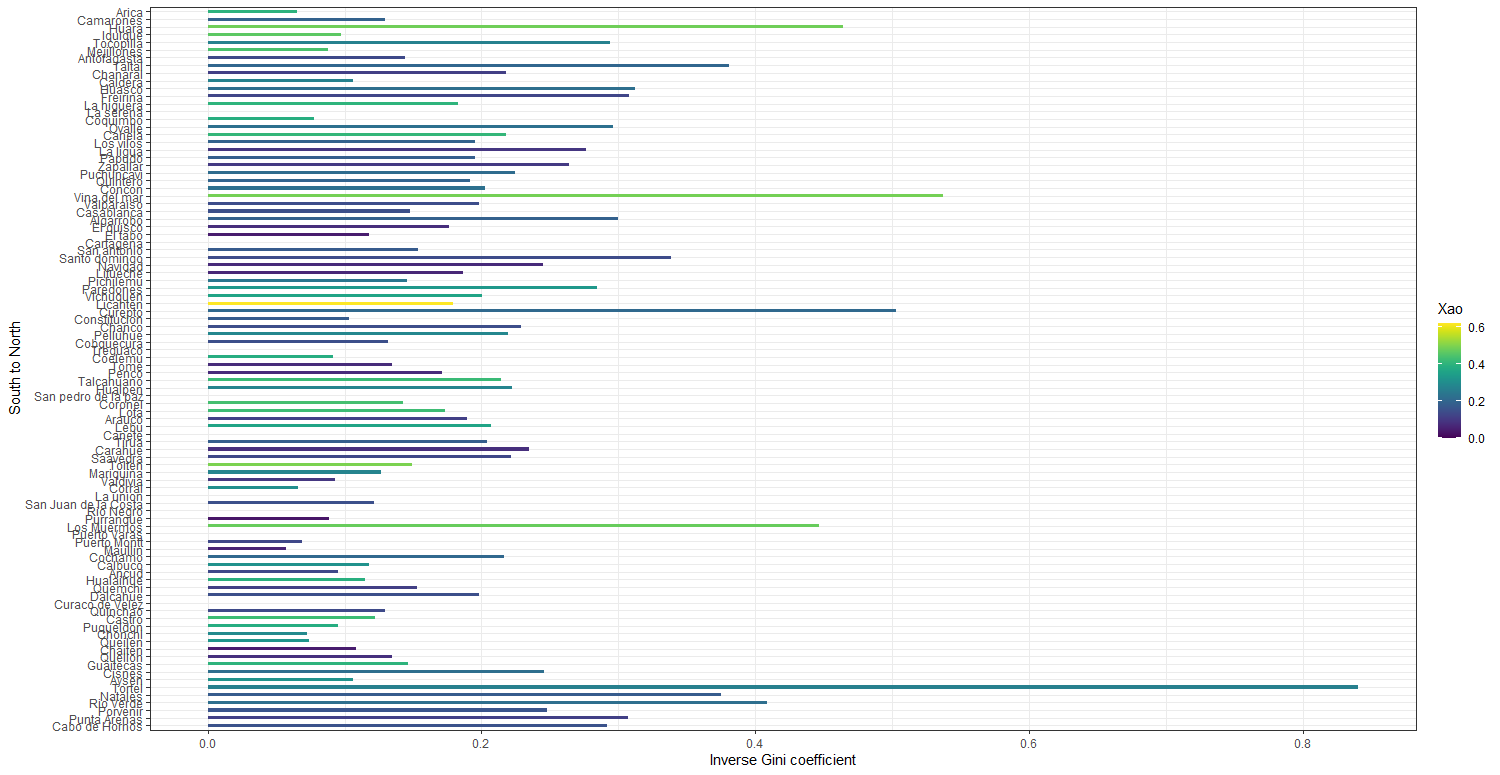 Arica
Camarones
Huara
Iquique
Tocopilla
Mejillones
Antofagasta
Taltal
Chanaral
Caldera
Huasco
Freirina
La higuera
La serena
Coquimbo
Ovalle
Canela
Los vilos
La ligua
Papudo
Zapallar
Puchuncavi
Quintero
Concon
Vina del mar
Valparaiso
Casablanca
Algarrobo
El quisco
El tabo
Cartagena
San antonio
Santo domingo
Navidad
Litueche
Pichilemu
Paredones
Vichuquen
Licanten
Curepto
Constitucion
Chanco
Pelluhue
Cobquecura
Treguaco
Coelemu
Tome
Penco
Talcahuano
Hualpen
San pedro de la paz
Coronel
Lota
Arauco
Lebu
Canete
Tirua
Carahue
Saavedra
Tolten
Mariquina
Valdivia
Corral
La union
San Juan de la Costa
Rio Negro
Purranque
Los Muermos
Puerto Varas
Puerto Montt
Maullin
Cochamo
Calbuco
Ancud
Hualaihue
Quemchi
Dalcahue
Curaco de Velez
Quinchao
Castro
Puqueldon
Chonchi
Queilen
Chaiten
Quellon
Guaitecas
Cisnes
Aysen
Tortel
Natales
Rio Verde
Porvenir
Punta Arenas
Cabo de Hornos
South to North
0.0 0.2 0.4 0.6 0.8
Inverse Gini coefficient
Xao
0.6
0.4
0.2
0.0